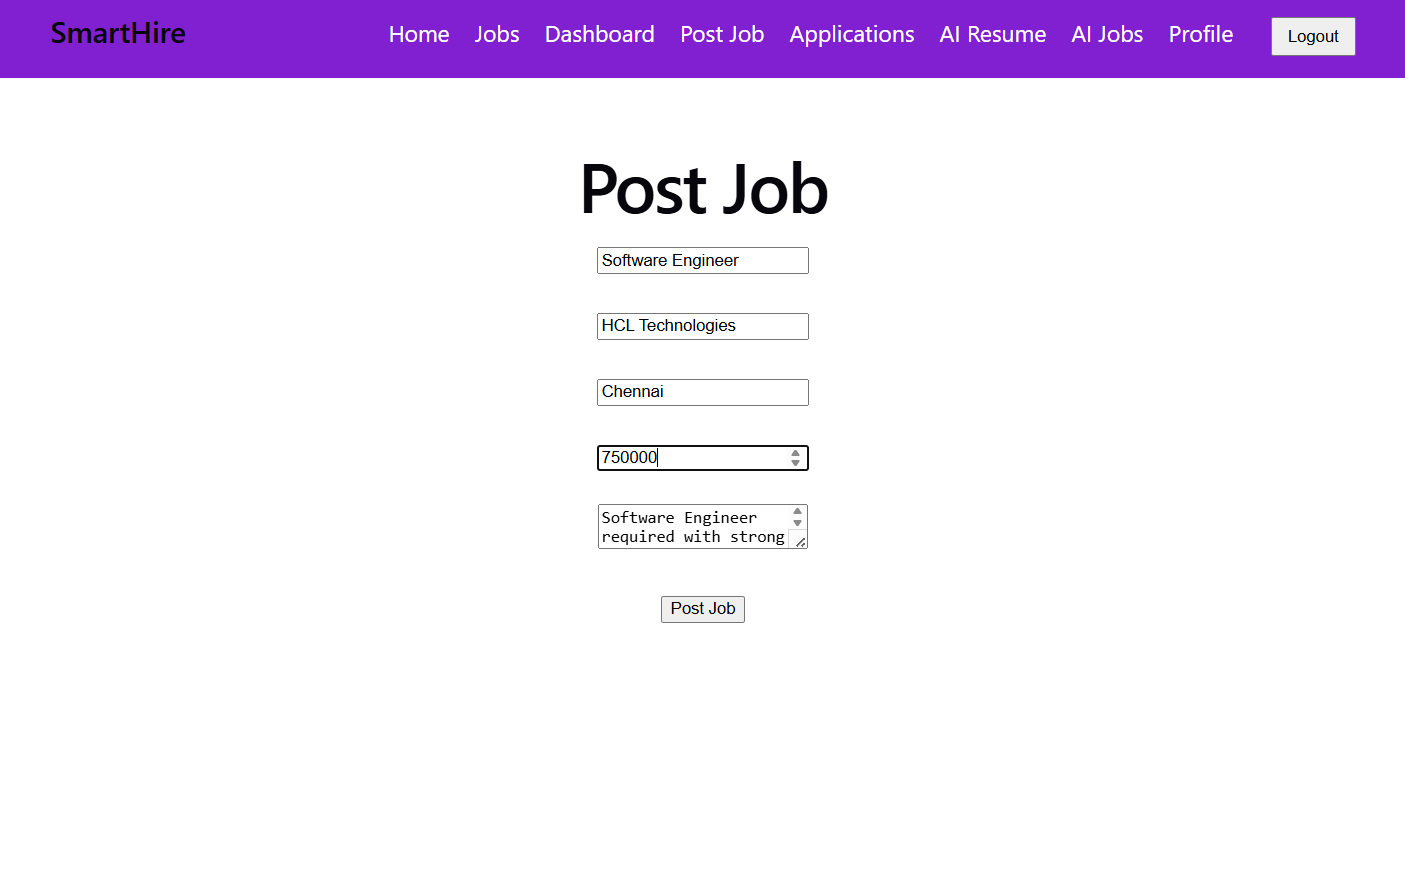 SmartHire
Home Jobs Dashboard Post Job Applications AI Resume AI Jobs Profile Logout
Post Job
Software Engineer
HCL Technologies
Chennai
750000
Software Engineer
required with strong
Post Job